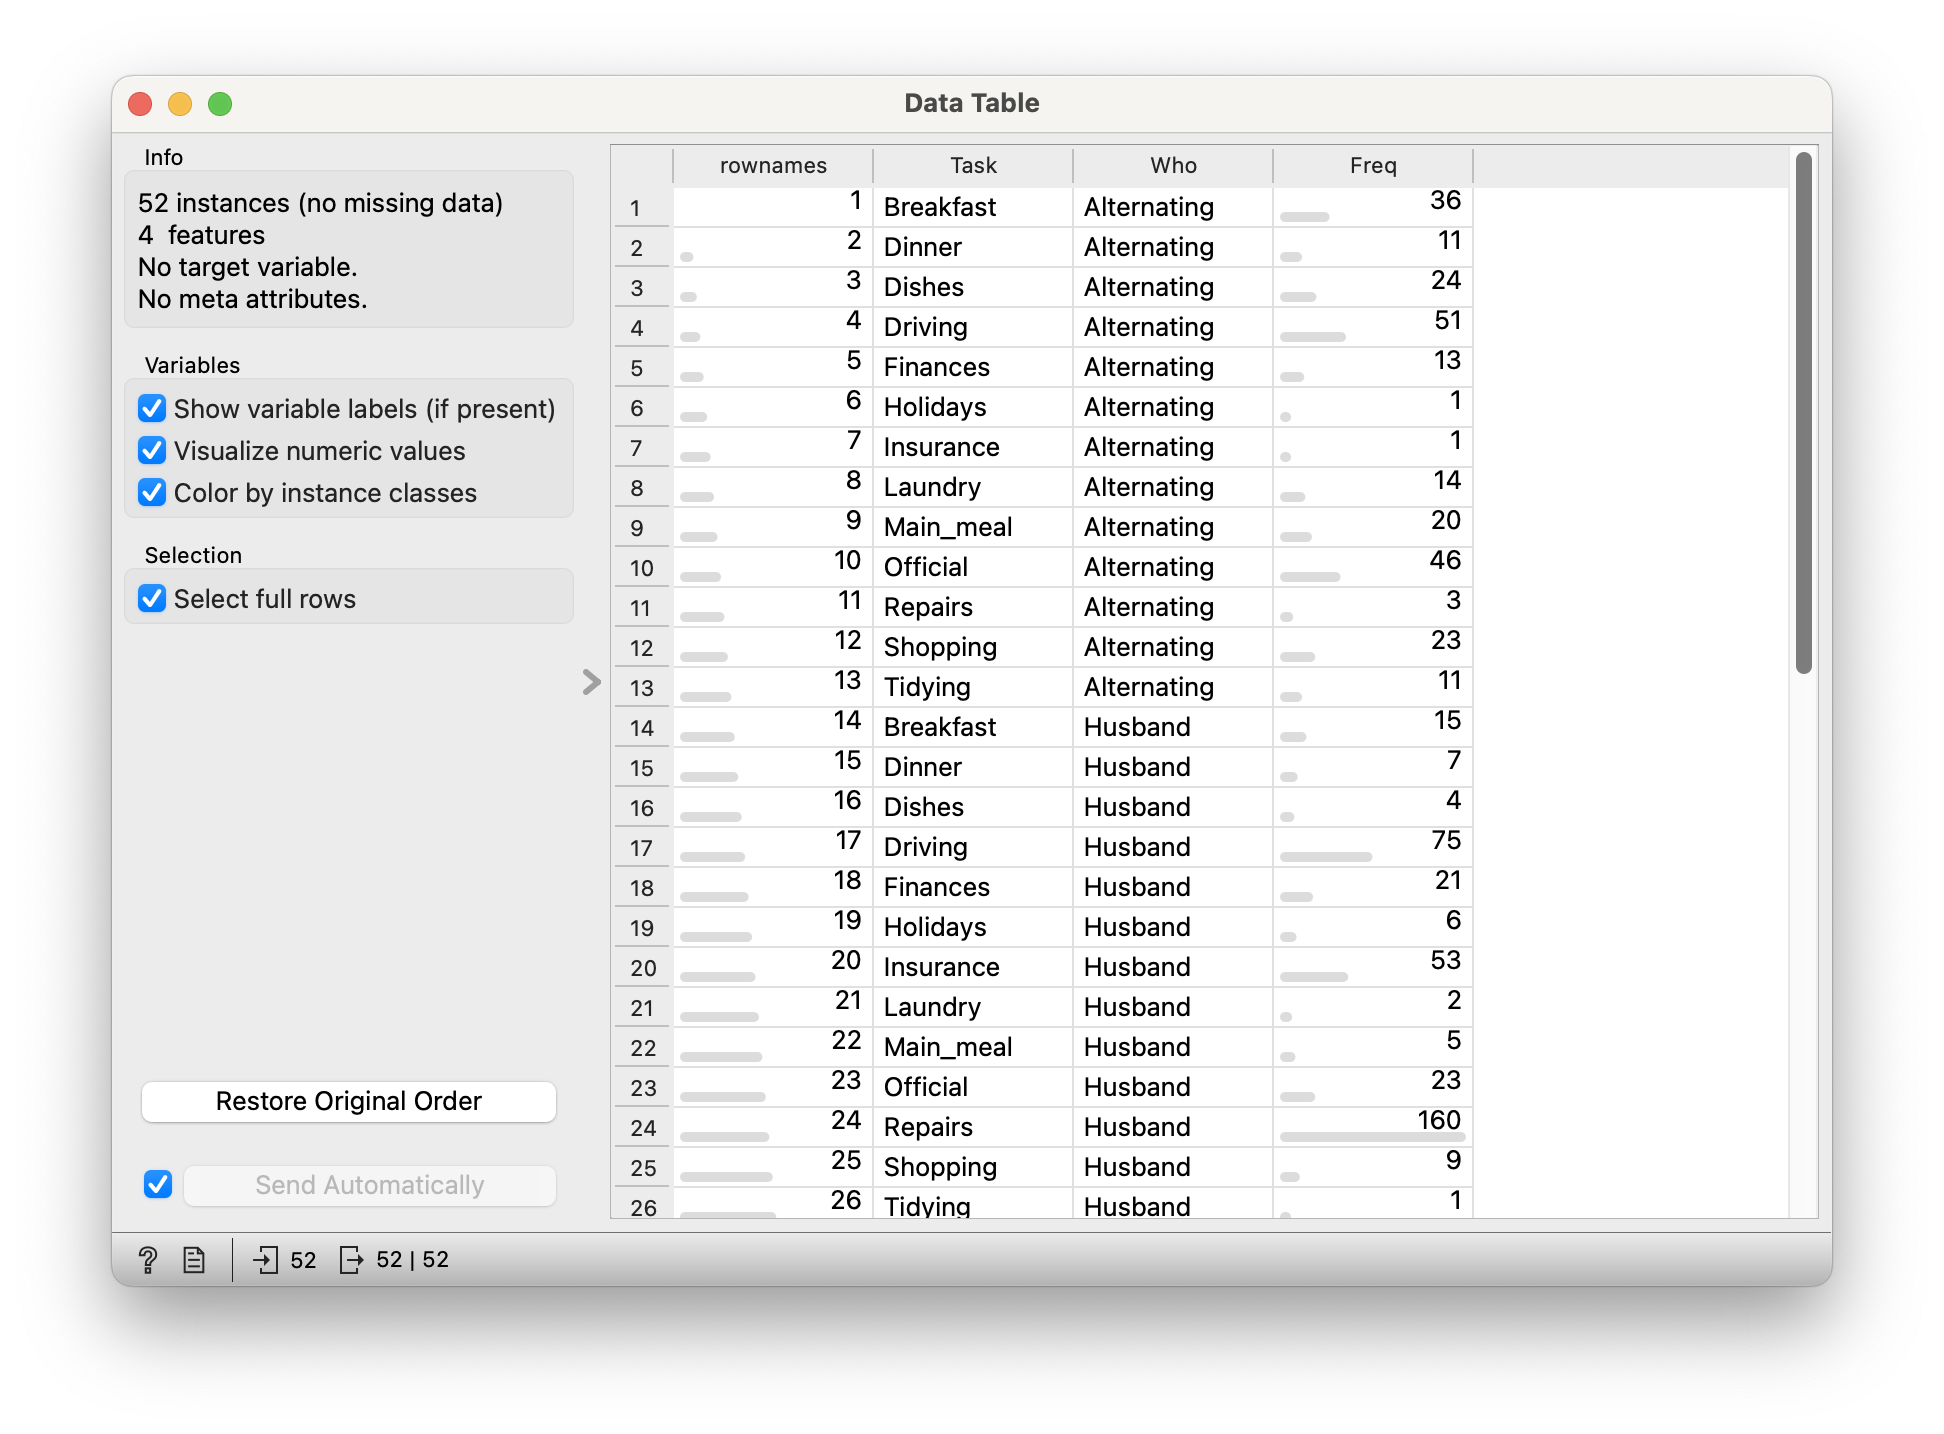 Data Table
Info
52 instances (no missing data)
4 features
No target variable.
No meta attributes.
Variables
Show variable labels (if present)
Visualize numeric values
Color by instance classes
Selection
Select full rows
Restore Original Order
Send Automatically
rownames Task Who Freq
1 1 Breakfast Alternating 36
2 2 Dinner Alternating 11
3 3 Dishes Alternating 24
4 4 Driving Alternating 51
5 5 Finances Alternating 13
6 6 Holidays Alternating 1
7 7 Insurance Alternating 1
8 8 Laundry Alternating 14
9 9 Main_meal Alternating 20
10 10 Official Alternating 46
11 11 Repairs Alternating 3
12 12 Shopping Alternating 23
13 13 Tidying Alternating 11
14 14 Breakfast Husband 15
15 15 Dinner Husband 7
16 16 Dishes Husband 4
17 17 Driving Husband 75
18 18 Finances Husband 21
19 19 Holidays Husband 6
20 20 Insurance Husband 53
21 21 Laundry Husband 2
22 22 Main_meal Husband 5
23 23 Official Husband 23
24 24 Repairs Husband 160
25 25 Shopping Husband 9
26 26 Tidying Husband 1
? 52 52 | 52